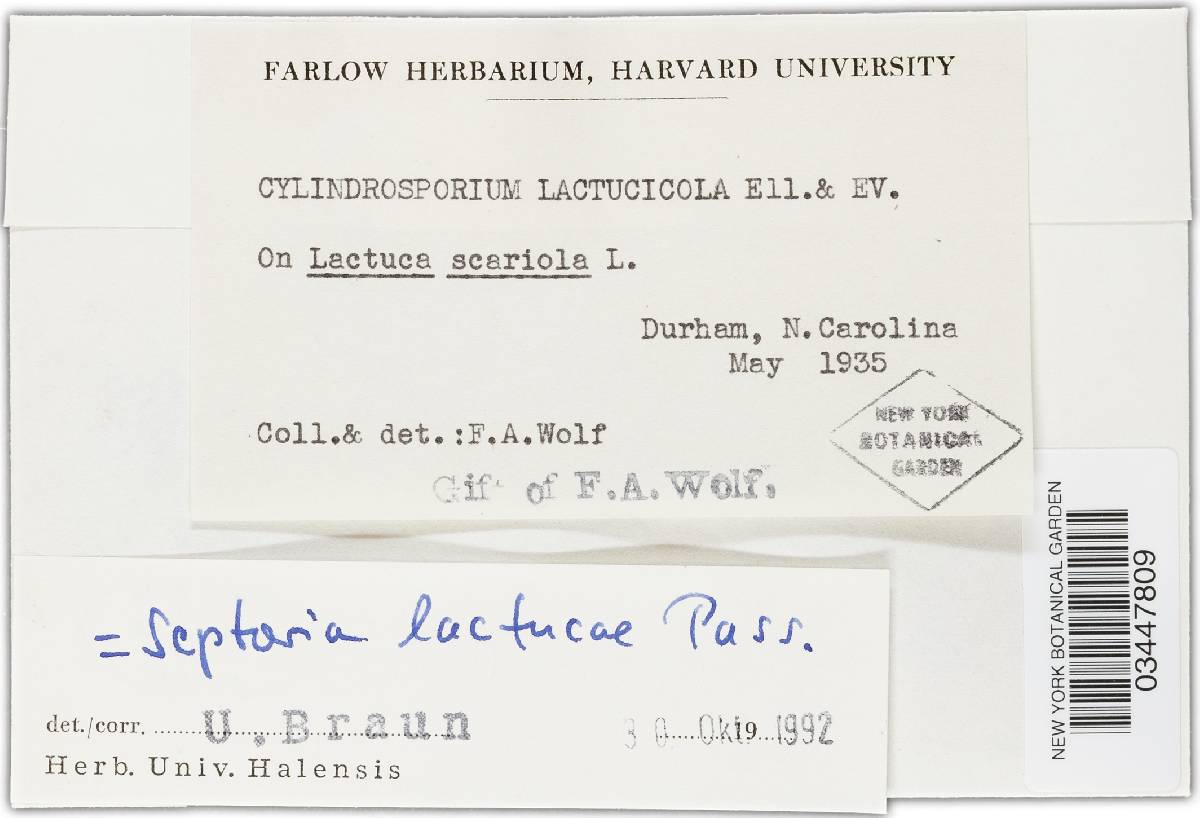 FARLOW HERBARIUM, HARVARD UNIVERSITY
CYLINDROSPORIUM LACTUCICOLA Ell.& EV.
On Lactuca scariola L.
Durham, N.Carolina
May 1935
Coll.& det.:F.A.Wolf
Gift of F.A.Wolf.
NEW YORK
BOTANICAL
GARDEN
= Septoria lactucae Pass.
det./corr. U.Braun 30 Okt 19 1992
Herb. Univ. Halensis
NEW YORK BOTANICAL GARDEN
03447809